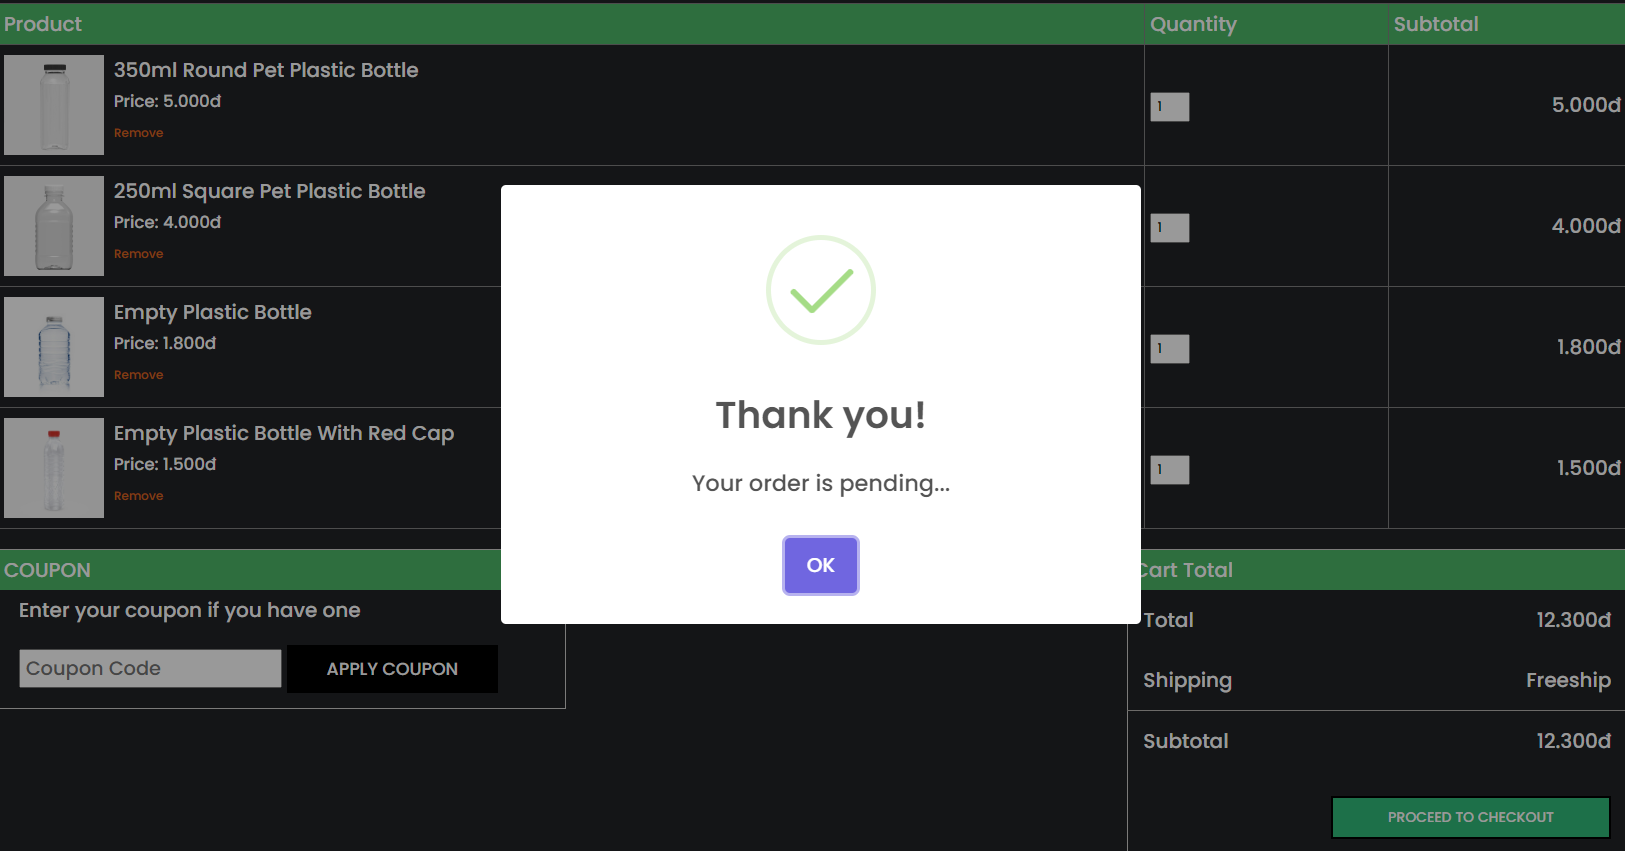 Product Quantity Subtotal
350ml Round Pet Plastic Bottle
Price: 5.000đ
Remove
1
5.000đ
250ml Square Pet Plastic Bottle
Price: 4.000đ
Remove
1
4.000đ
Empty Plastic Bottle
Price: 1.800đ
Remove
1
1.800đ
Empty Plastic Bottle With Red Cap
Price: 1.500đ
Remove
1
1.500đ
Thank you!
Your order is pending...
OK
COUPON
Enter your coupon if you have one
Coupon Code APPLY COUPON
Cart Total
Total 12.300đ
Shipping Freeship
Subtotal 12.300đ
PROCEED TO CHECKOUT